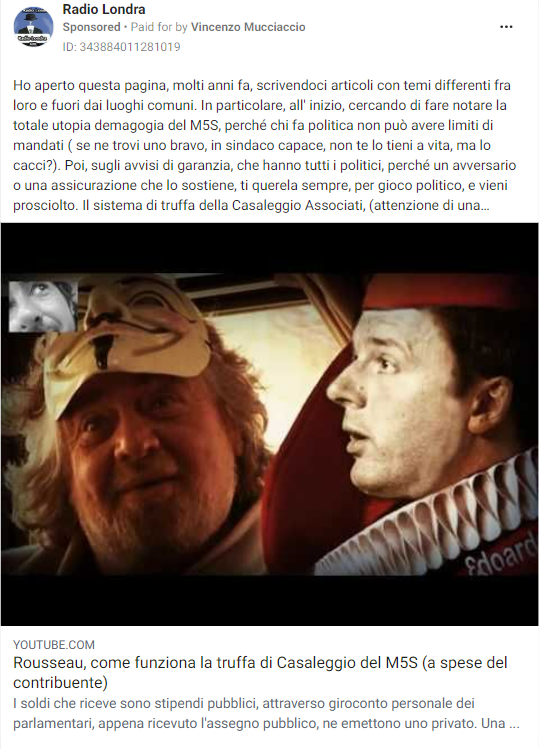 Radio Londra
Sponsored • Paid for by Vincenzo Mucciaccio
ID: 343884011281019
Ho aperto questa pagina, molti anni fa, scrivendoci articoli con temi differenti fra
loro e fuori dai luoghi comuni. In particolare, all' inizio, cercando di fare notare la
totale utopia demagogia del M5S, perché chi fa politica non può avere limiti di
mandati ( se ne trovi uno bravo, in sindaco capace, non te lo tieni a vita, ma lo
cacci?). Poi, sugli avvisi di garanzia, che hanno tutti i politici, perché un avversario
o una assicurazione che lo sostiene, ti querela sempre, per gioco politico, e vieni
prosciolto. Il sistema di truffa della Casaleggio Associati, (attenzione di una...
Edoard
YOUTUBE.COM
Rousseau, come funziona la truffa di Casaleggio del M5S (a spese del
contribuente)
I soldi che riceve sono stipendi pubblici, attraverso giroconto personale dei
parlamentari, appena ricevuto l'assegno pubblico, ne emettono uno privato. Una ...